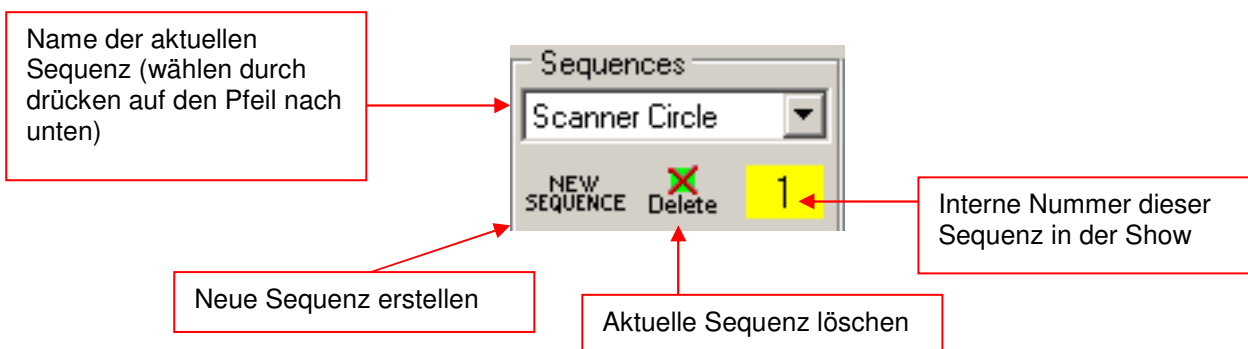 Name der aktuellen
Sequenz (wählen durch
drücken auf den Pfeil nach
unten)
Sequences
Scanner Circle
NEW
SEQUENCE
Delete
1
Interne Nummer dieser
Sequenz in der Show
Neue Sequenz erstellen
Aktuelle Sequenz löschen